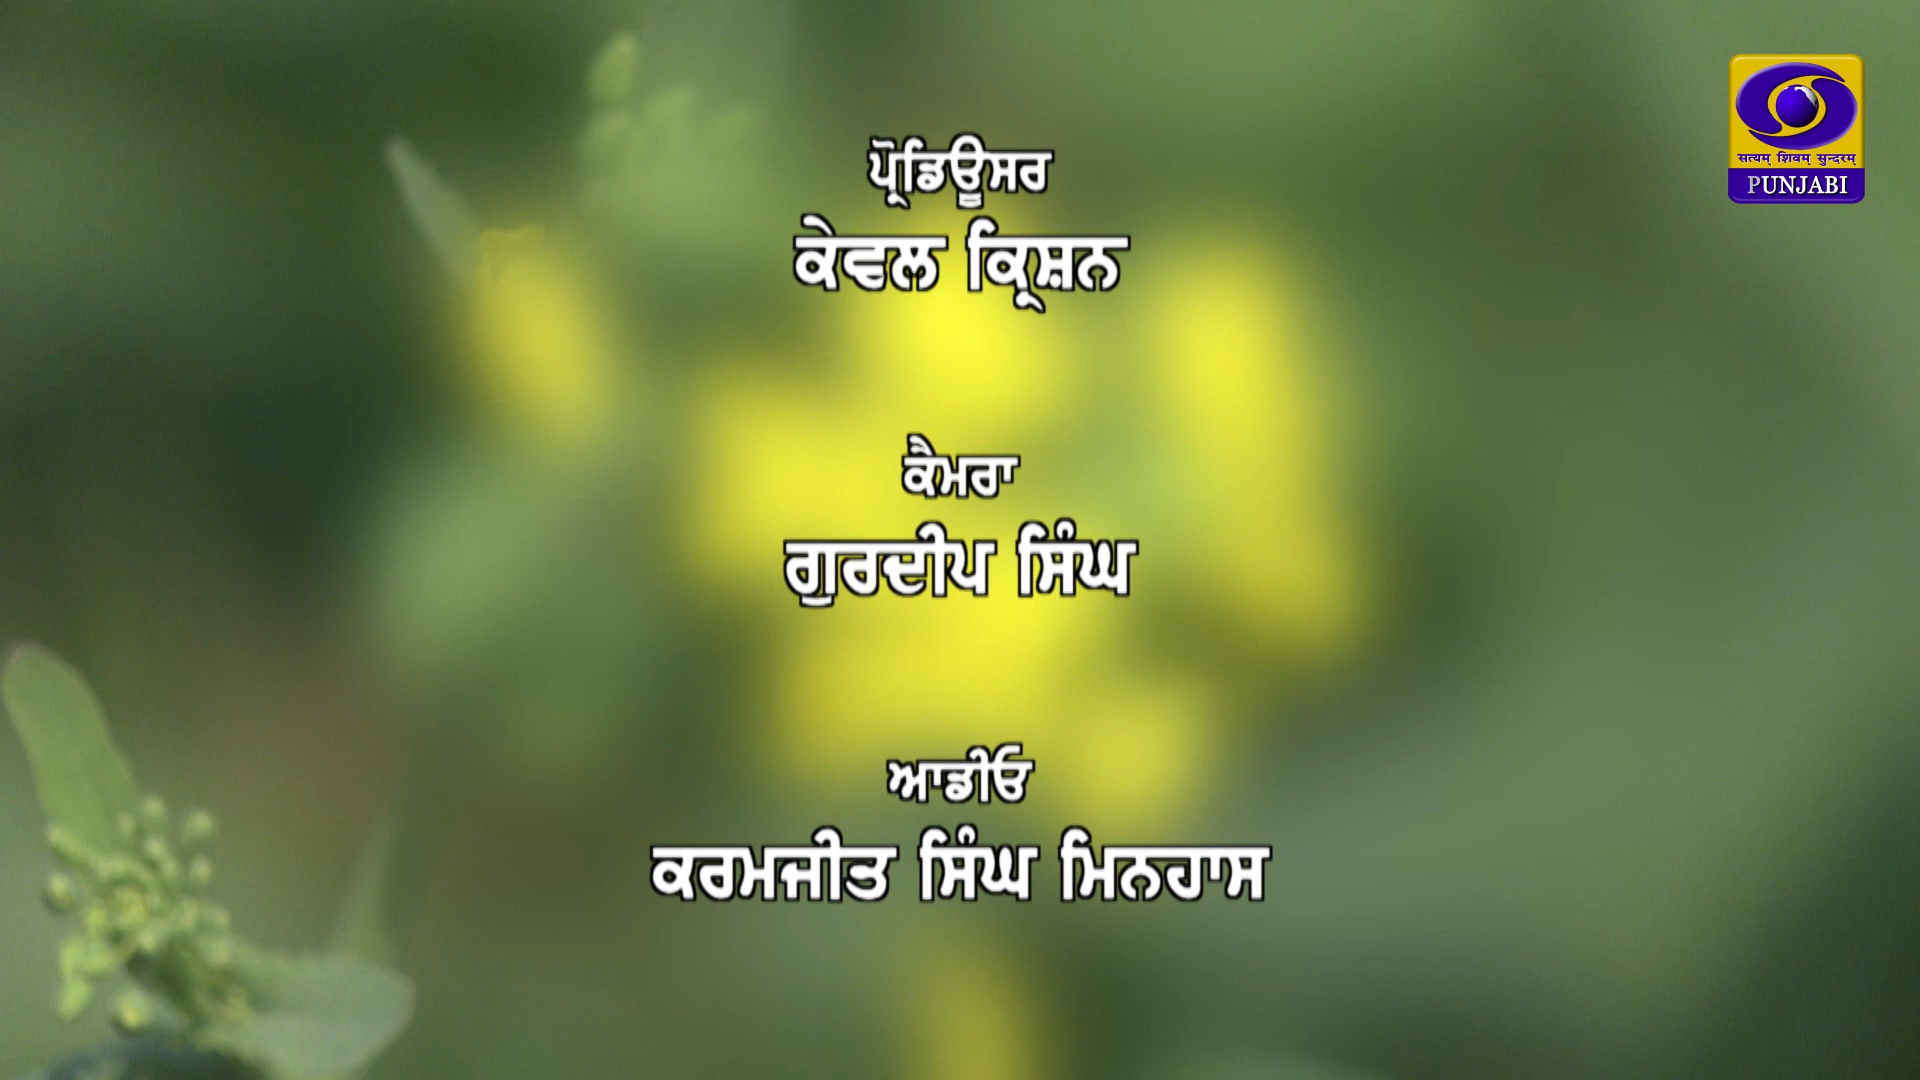 ਪ੍ਰੋਡਿਊਸਰ
ਕੇਵਲ ਕ੍ਰਿਸ਼ਨ
ਕੈਮਰਾ
ਗੁਰਦੀਪ ਸਿੰਘ
ਆਡੀਓ
ਕਰਮਜੀਤ ਸਿੰਘ ਮਿਨਹਾਸ
सत्यम् शिवम् सुन्दरम्
PUNJABI